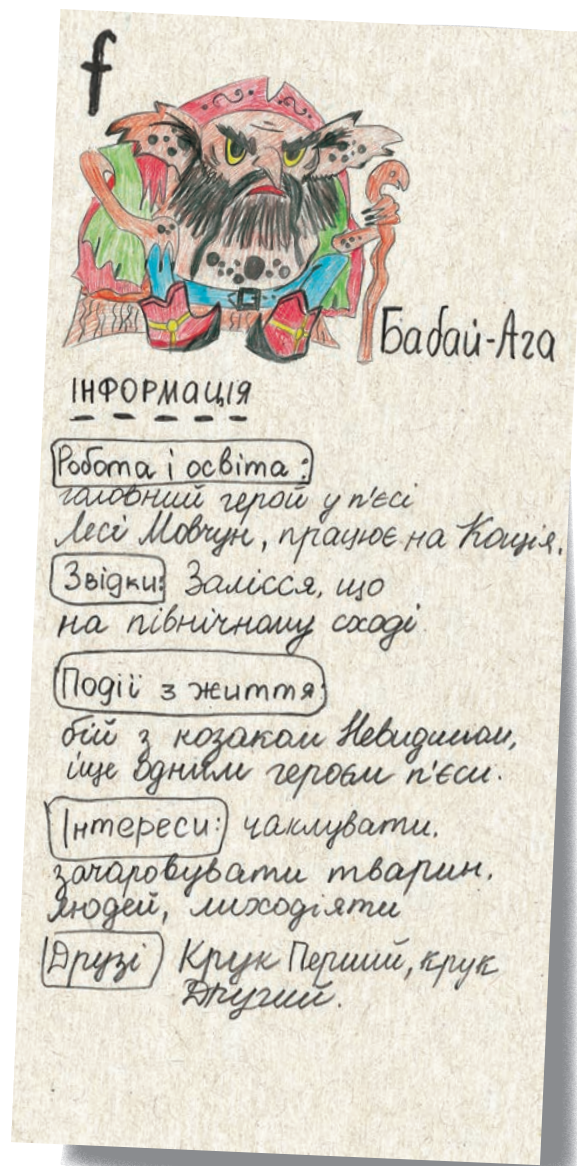 f
Бабай-Ага
ІНФОРМАЦІЯ
Робота і освіта:
головний герой у п'єсі
Лесі Мовчун, працює на Кощія.
Звідки: Залісся, що
на північному сході
Події з життя:
бій з козаком Невидимом,
іще одним героєм п'єси.
Інтереси: чаклувати,
зачаровувати тварин,
людей, лиходіяти
Друзі Крук Перший, крук
Другий.